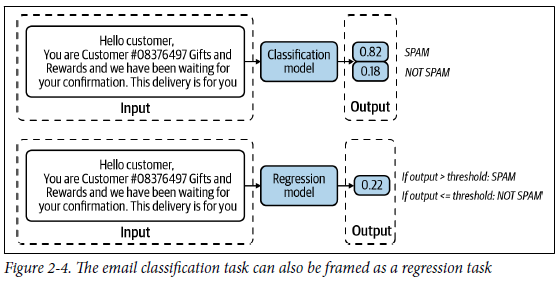 Hello customer,
You are Customer #08376497 Gifts and
Rewards and we have been waiting for
your confirmation. This delivery is for you
Input
Classification
model
0.82
0.18
SPAM
NOT SPAM
Output
Hello customer,
You are Customer #08376497 Gifts and
Rewards and we have been waiting for
your confirmation. This delivery is for you
Input
Regression
model
0.22
Output
If output > threshold: SPAM
If output <= threshold: NOT SPAM'
Figure 2-4. The email classification task can also be framed as a regression task